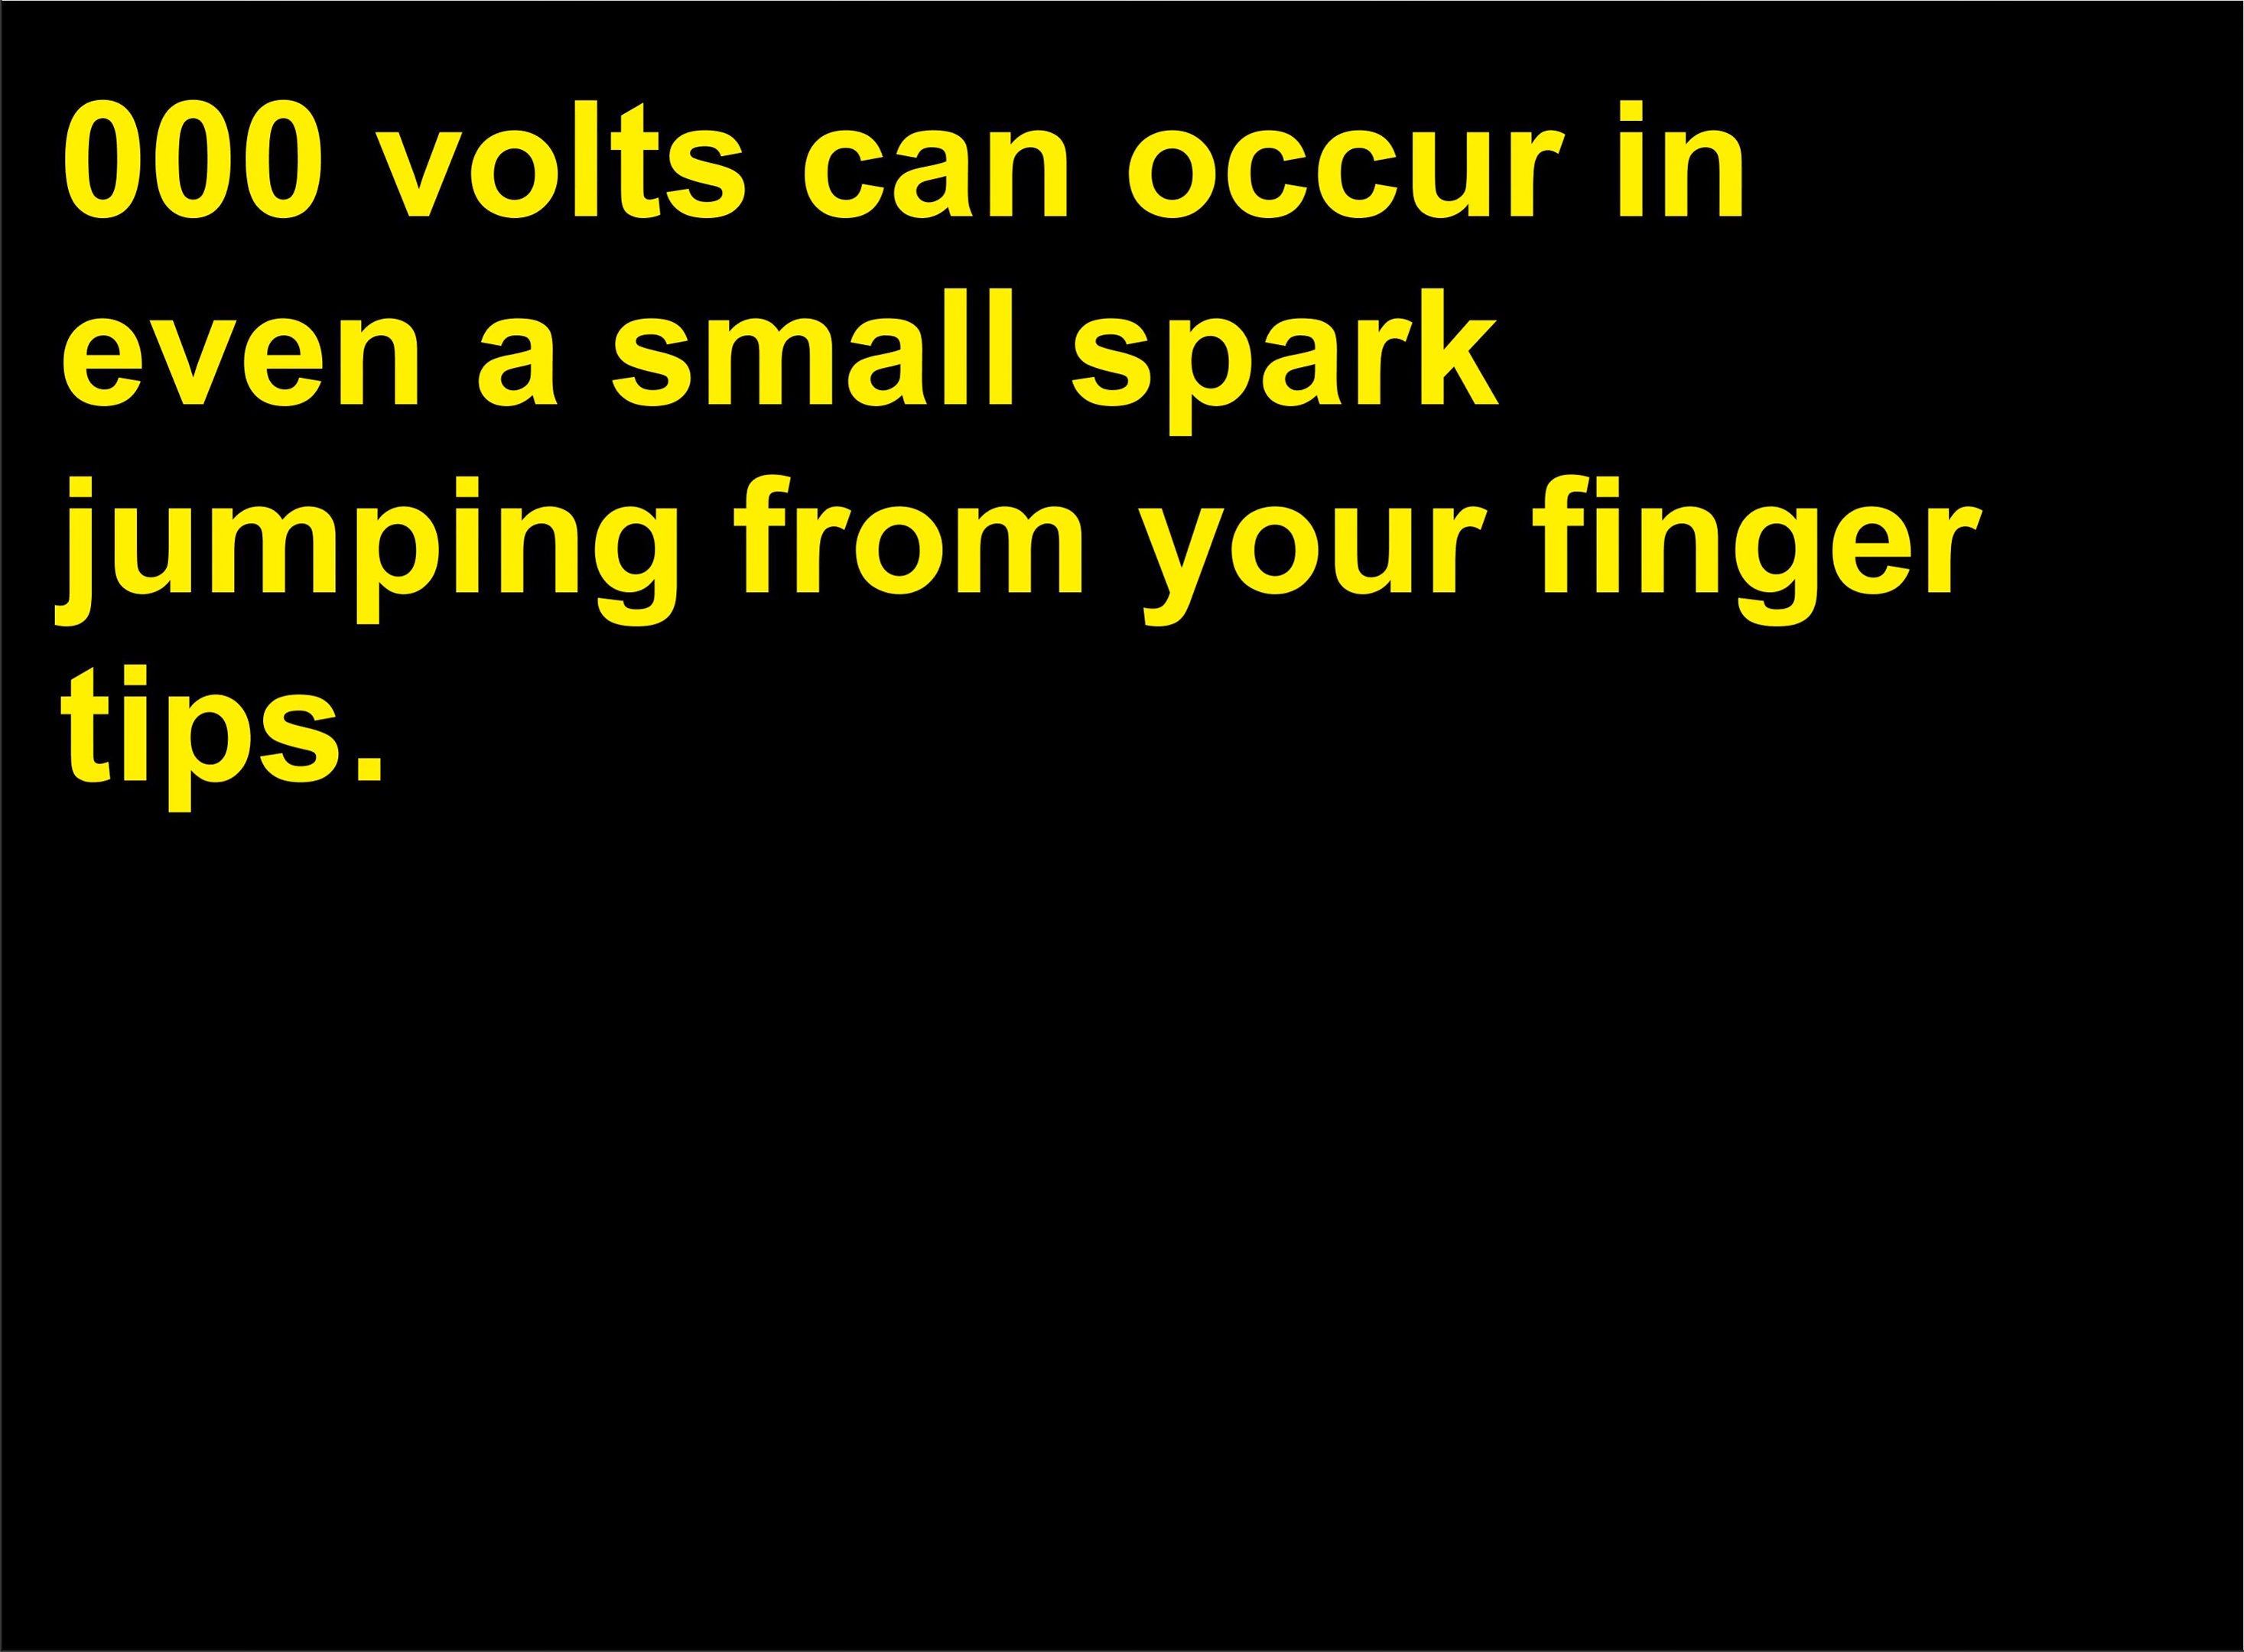 000 volts can occur in
even a small spark
jumping from your finger
tips.